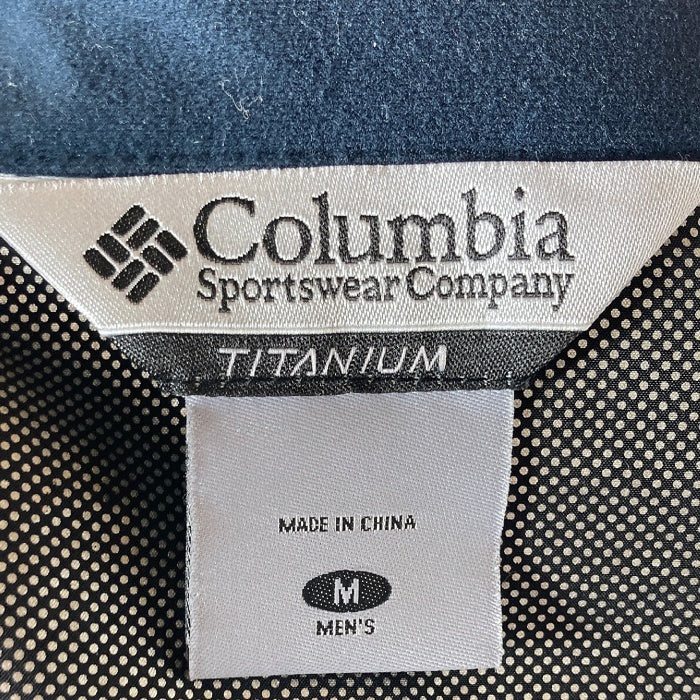 Columbia
Sportswear Company
TITANIUM
MADE IN CHINA
M
MEN'S